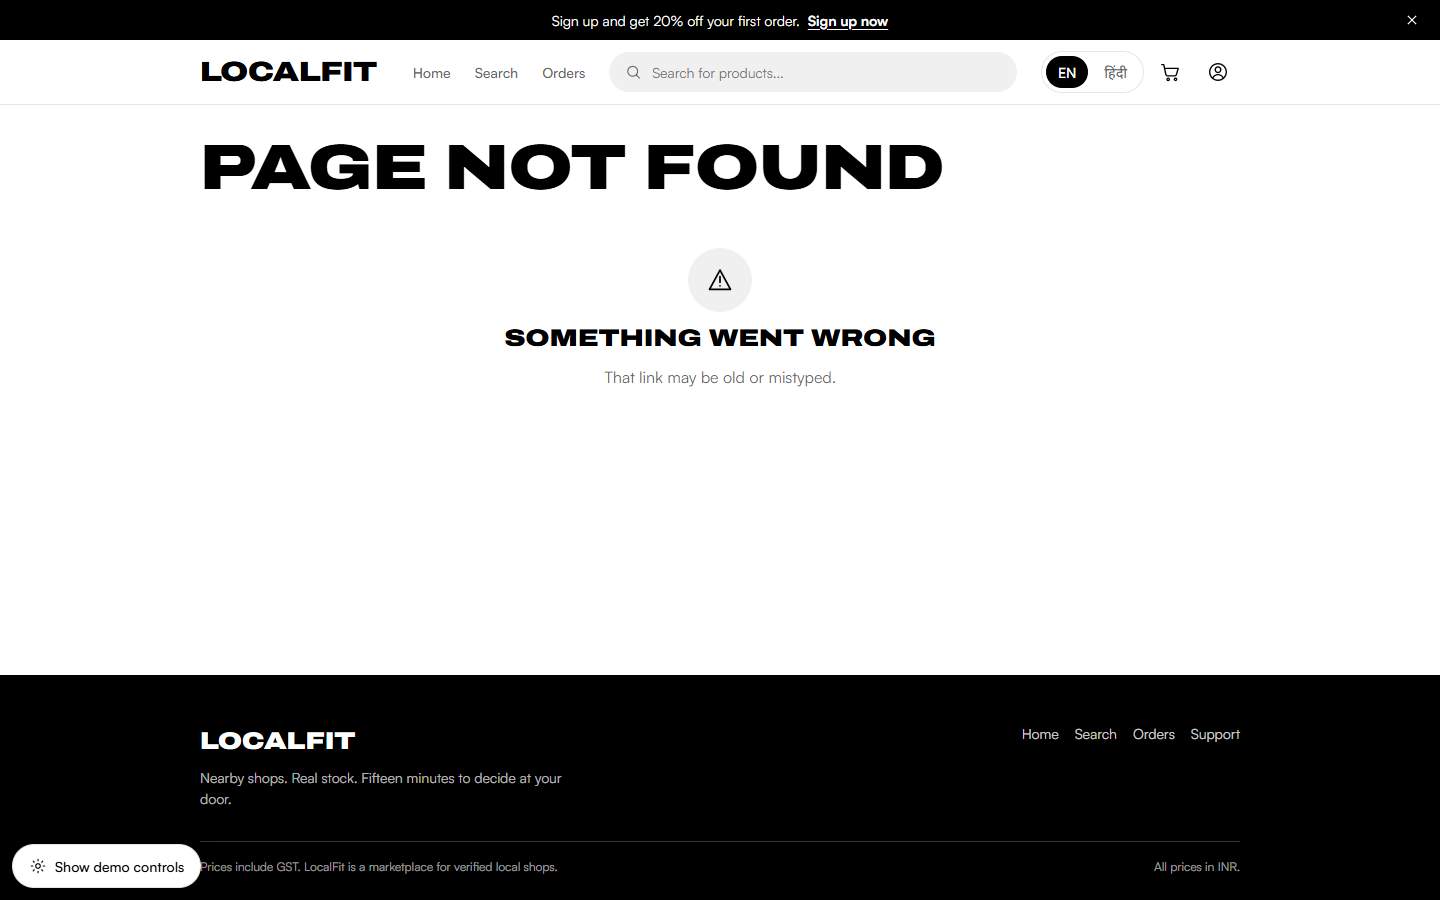 Sign up and get 20% off your first order. Sign up now
LOCALFIT
Home Search Orders
Search for products...
EN हिंदी
PAGE NOT FOUND
SOMETHING WENT WRONG
That link may be old or mistyped.
LOCALFIT
Home Search Orders Support
Nearby shops. Real stock. Fifteen minutes to decide at your
door.
Show demo controls
Prices include GST. LocalFit is a marketplace for verified local shops.
All prices in INR.